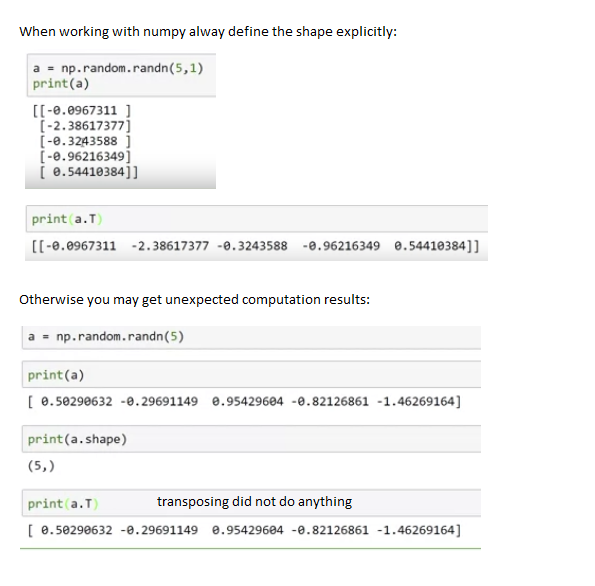 When working with numpy alway define the shape explicitly:
a = np.random.randn(5,1)
print(a)
[[-0.0967311 ]
[-2.38617377]
[-0.3243588 ]
[-0.96216349]
[ 0.54410384]]
print(a.T)
[[-0.0967311 -2.38617377 -0.3243588 -0.96216349 0.54410384]]
Otherwise you may get unexpected computation results:
a = np.random.randn(5)
print(a)
[ 0.50290632 -0.29691149 0.95429604 -0.82126861 -1.46269164]
print(a.shape)
(5,)
print(a.T) transposing did not do anything
[ 0.50290632 -0.29691149 0.95429604 -0.82126861 -1.46269164]